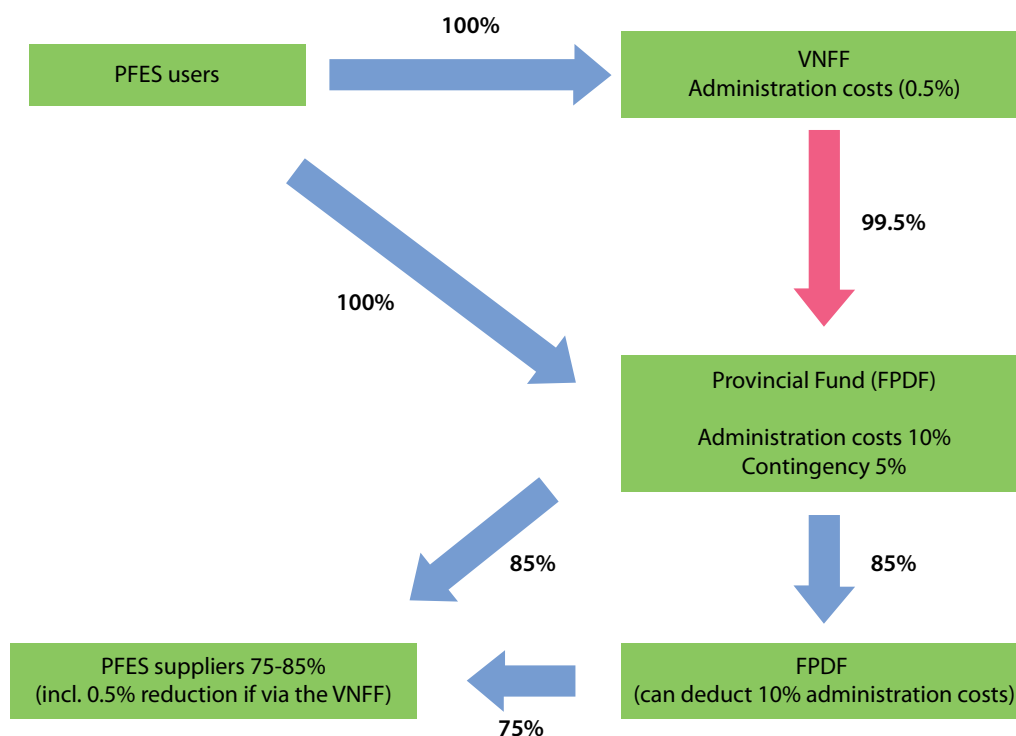 100%
PFES users
VNFF
Administration costs (0.5%)
99.5%
100%
Provincial Fund (FPDF)
Administration costs 10%
Contingency 5%
85%
85%
PFES suppliers 75-85%
(incl. 0.5% reduction if via the VNFF)
FPDF
(can deduct 10% administration costs)
75%